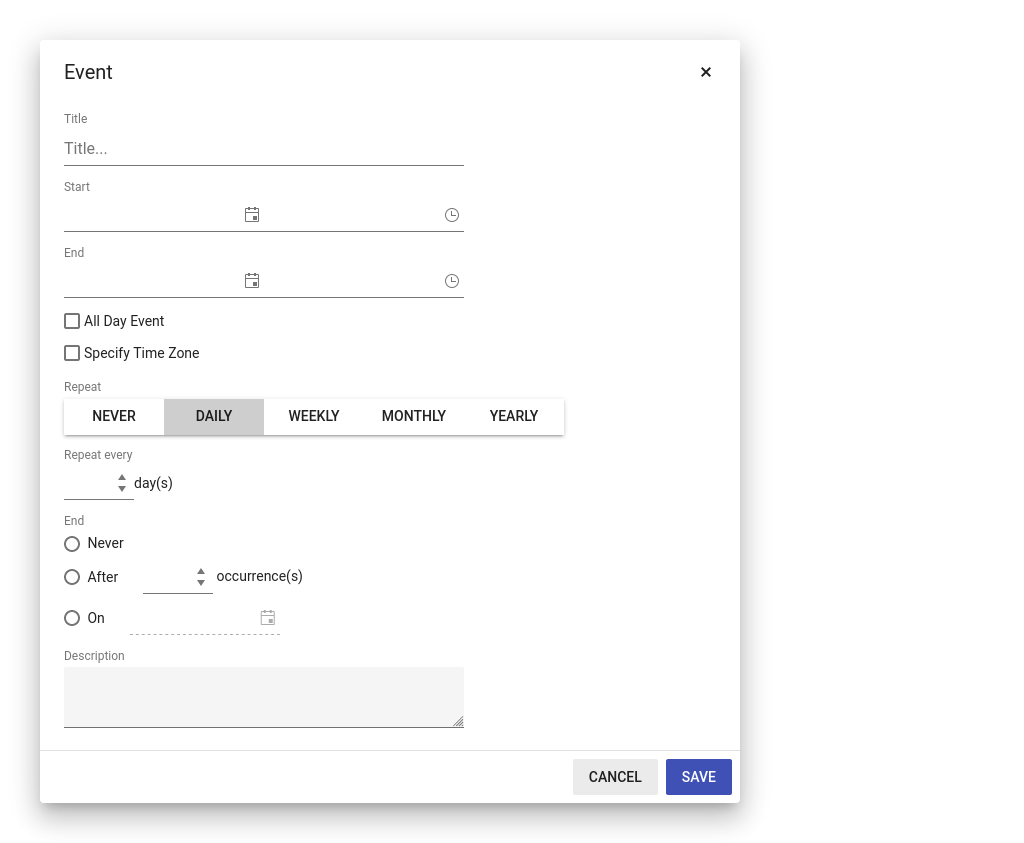 Event
Title
Title...
Start
End
All Day Event
Specify Time Zone
Repeat
NEVER DAILY WEEKLY MONTHLY YEARLY
Repeat every
day(s)
End
Never
After occurrence(s)
On
Description
CANCEL SAVE